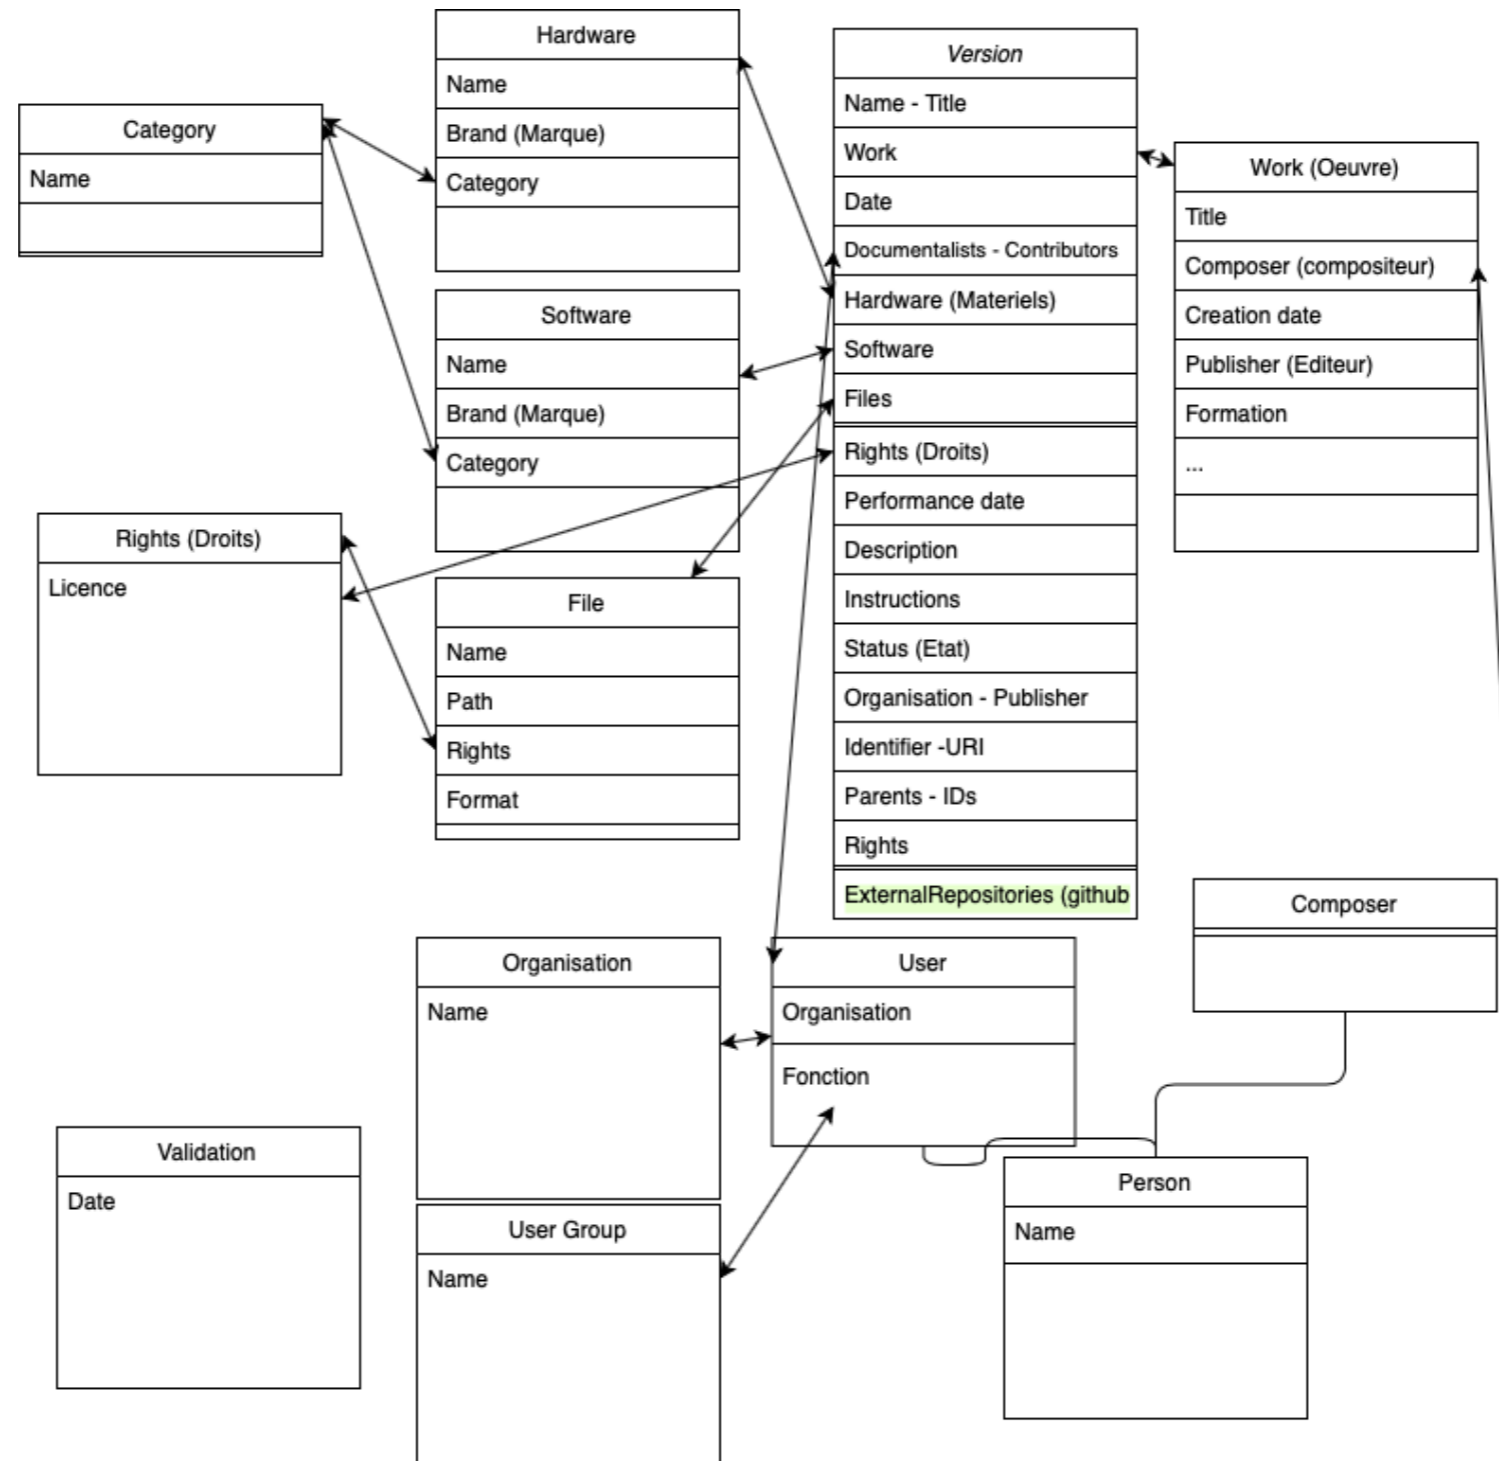 Category
Name
Hardware
Name
Brand (Marque)
Category
Software
Name
Brand (Marque)
Category
Version
Name - Title
Work
Date
Documentalists - Contributors
Hardware (Materiels)
Software
Files
Rights (Droits)
Performance date
Description
Instructions
Status (Etat)
Organisation - Publisher
Identifier -URI
Parents - IDs
Rights
ExternalRepositories (github
Work (Oeuvre)
Title
Composer (compositeur)
Creation date
Publisher (Editeur)
Formation
...
Rights (Droits)
Licence
File
Name
Path
Rights
Format
Composer
Organisation
Name
User
Organisation
Fonction
Validation
Date
User Group
Name
Person
Name